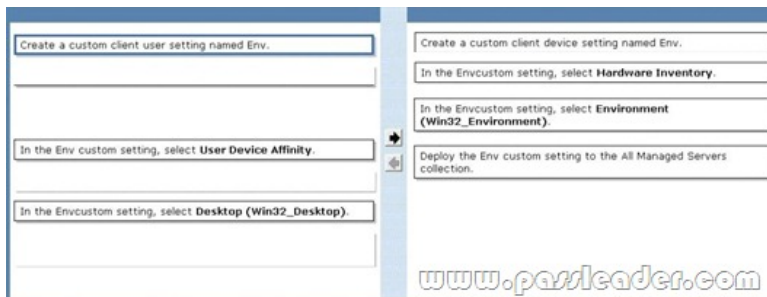 Create a custom client user setting named Env.
In the Env custom setting, select User Device Affinity.
In the Envcustom setting, select Desktop (Win32_Desktop).
Create a custom client device setting named Env.
In the Envcustom setting, select Hardware Inventory.
In the Envcustom setting, select Environment
(Win32_Environment).
Deploy the Env custom setting to the All Managed Servers
collection.
www.passleader.com